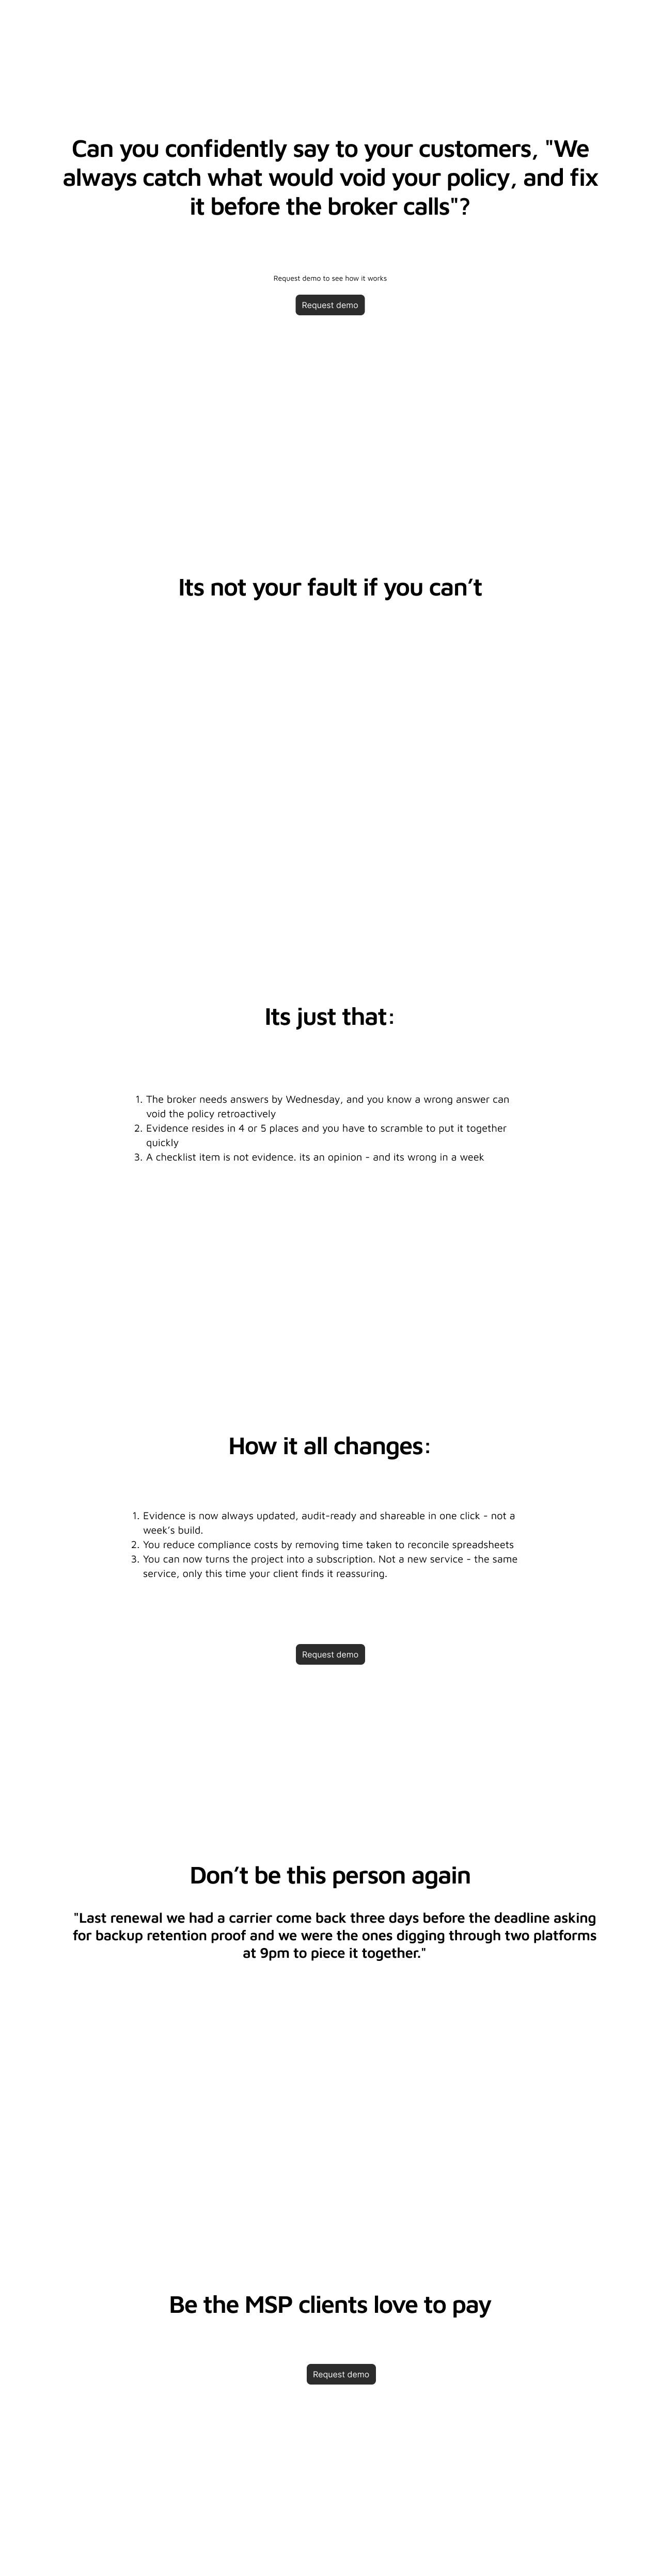 Can you confidently say to your customers, "We
always catch what would void your policy, and fix
it before the broker calls"?
Request demo to see how it works
Request demo
Its not your fault if you can’t
Its just that:
1. The broker needs answers by Wednesday, and you know a wrong answer can
void the policy retroactively
2. Evidence resides in 4 or 5 places and you have to scramble to put it together
quickly
3. A checklist item is not evidence. its an opinion - and its wrong in a week
How it all changes:
1. Evidence is now always updated, audit-ready and shareable in one click - not a
week’s build.
2. You reduce compliance costs by removing time taken to reconcile spreadsheets
3. You can now turns the project into a subscription. Not a new service - the same
service, only this time your client finds it reassuring.
Request demo
Don’t be this person again
"Last renewal we had a carrier come back three days before the deadline asking
for backup retention proof and we were the ones digging through two platforms
at 9pm to piece it together."
Be the MSP clients love to pay
Request demo